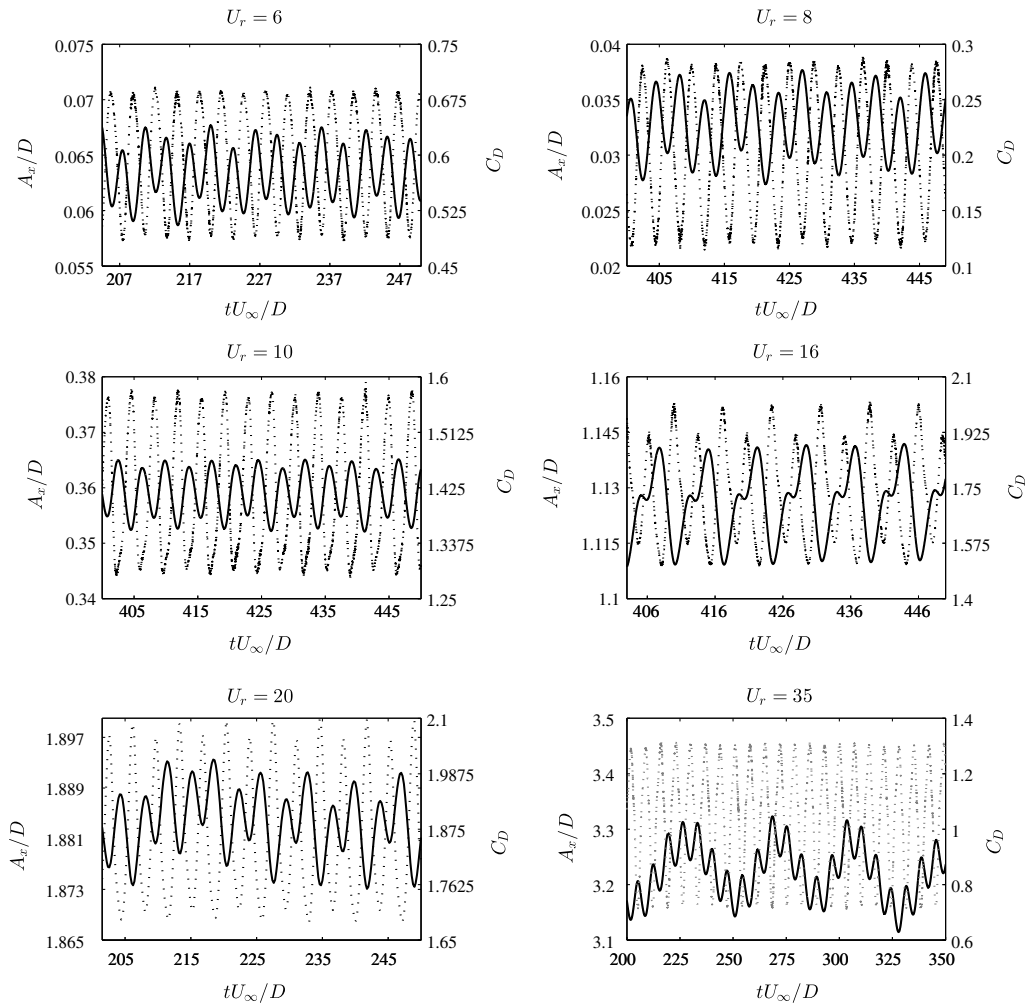 U_r = 6
0.075
0.07
0.065
0.06
0.055
A_x/D
0.75
0.675
0.6
0.525
0.45
C_D
207 217 227 237 247
tU_∞/D
U_r = 8
0.04
0.035
0.03
0.025
0.02
A_x/D
0.3
0.25
0.2
0.15
0.1
C_D
405 415 425 435 445
tU_∞/D
U_r = 10
0.38
0.37
0.36
0.35
0.34
A_x/D
1.6
1.525
1.425
1.3375
1.25
C_D
405 415 425 435 445
tU_∞/D
U_r = 16
1.16
1.145
1.13
1.115
1.1
A_x/D
2.1
1.925
1.75
1.575
1.4
C_D
406 416 426 436 446
tU_∞/D
U_r = 20
1.897
1.889
1.881
1.873
1.865
A_x/D
2.1
1.9875
1.875
1.7625
1.65
C_D
205 215 225 235 245
tU_∞/D
U_r = 35
3.5
3.4
3.3
3.2
3.1
A_x/D
1.4
1.2
1
0.8
0.6
C_D
200 250 230 250 270 290 310 330 350
tU_∞/D